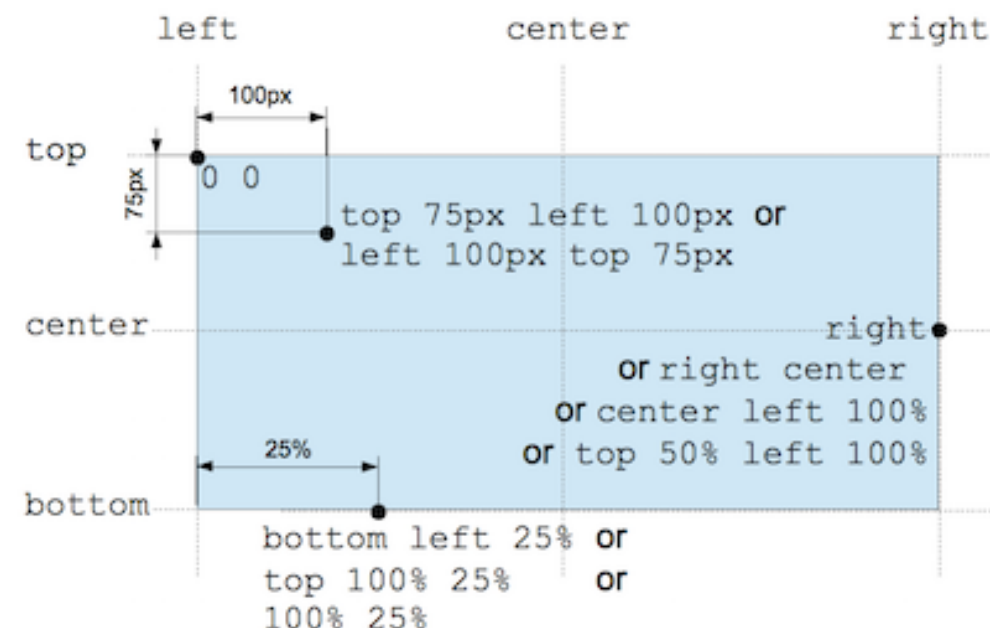 left center right
100px
top
75px
0 0
top 75px left 100px or
left 100px top 75px
center
right
or right center
or center left 100%
or top 50% left 100%
25%
bottom
bottom left 25% or
top 100% 25% or
100% 25%